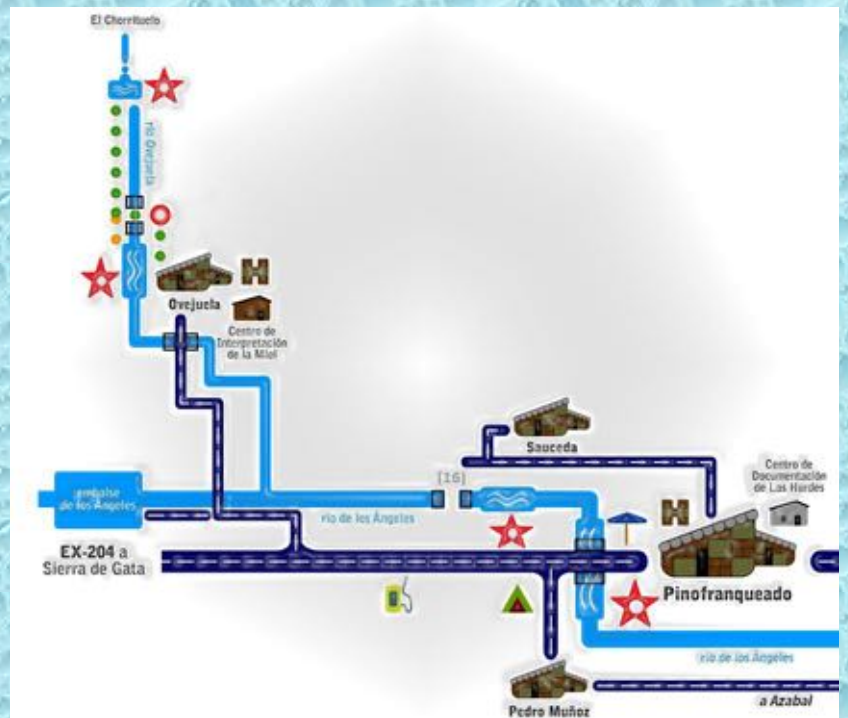 El Chorrituelo
río Ovejuela
Ovejuela
Centro de
Interpretación
de la Miel
Sauceda
[16]
Centro de
Documentación
de Las Hurdes
embalse
de los Ángeles
río de los Ángeles
EX-204 a
Sierra de Gata
Pinofranqueado
río de los Ángeles
a Azabal
Pedro Muñoz